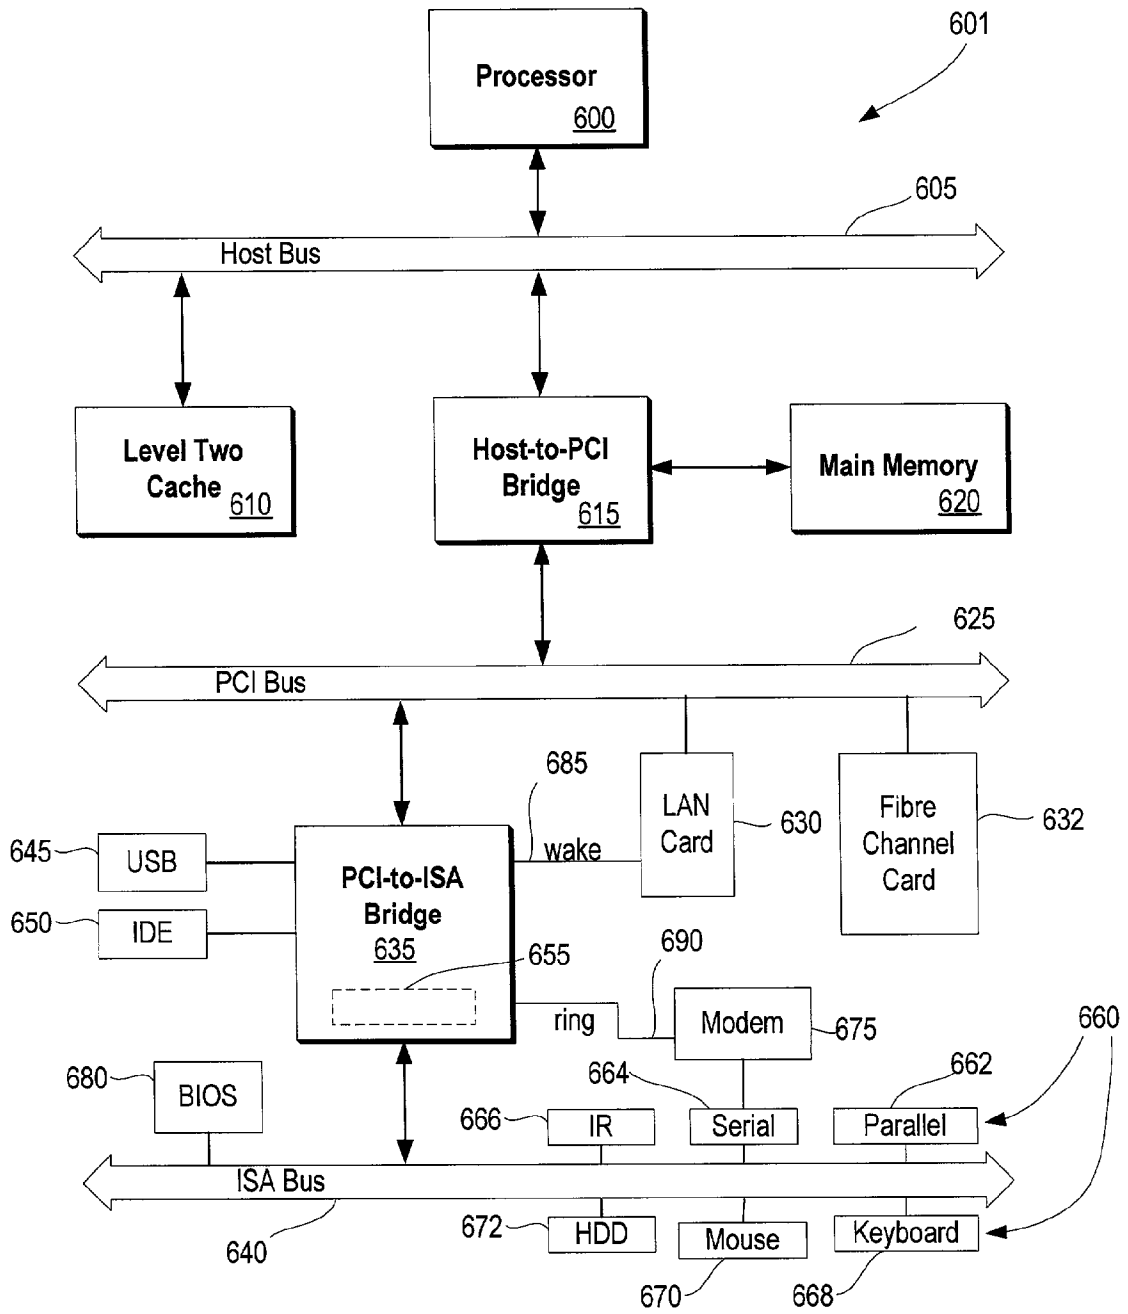 601
Processor
600
605
Host Bus
Level Two
Cache
610
Host-to-PCI
Bridge
615
Main Memory
620
625
PCI Bus
685
LAN
Card
630
Fibre
Channel
Card
632
645
USB
wake
PCI-to-ISA
Bridge
635
650
IDE
655
690
ring
Modem
675
660
680
BIOS
664
662
666
IR
Serial
Parallel
ISA Bus
640
672
HDD
Mouse
Keyboard
670
668